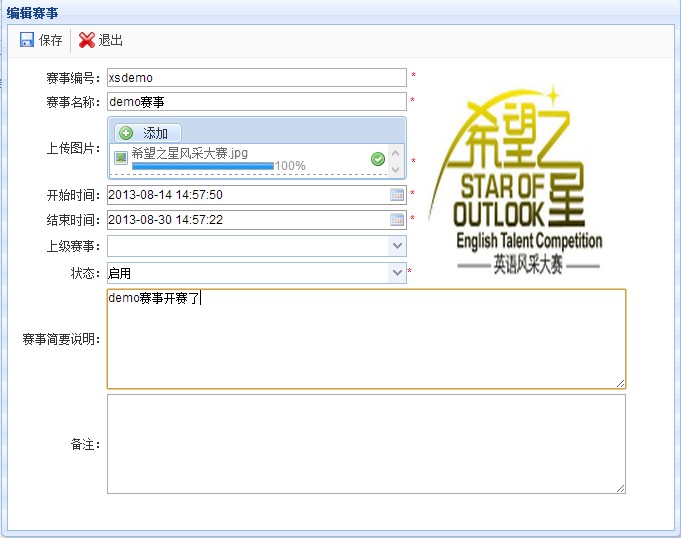 编辑赛事
保存 退出
赛事编号： xsdemo *
赛事名称： demo赛事 *
上传图片： 添加
希望之星风采大赛.jpg
100% *
开始时间： 2013-08-14 14:57:50 *
结束时间： 2013-08-30 14:57:22 *
上级赛事：
状态： 启用 *
赛事简要说明： demo赛事开赛了
备注：
希望之星
STAR OF
OUTLOOK
English Talent Competition
英语风采大赛